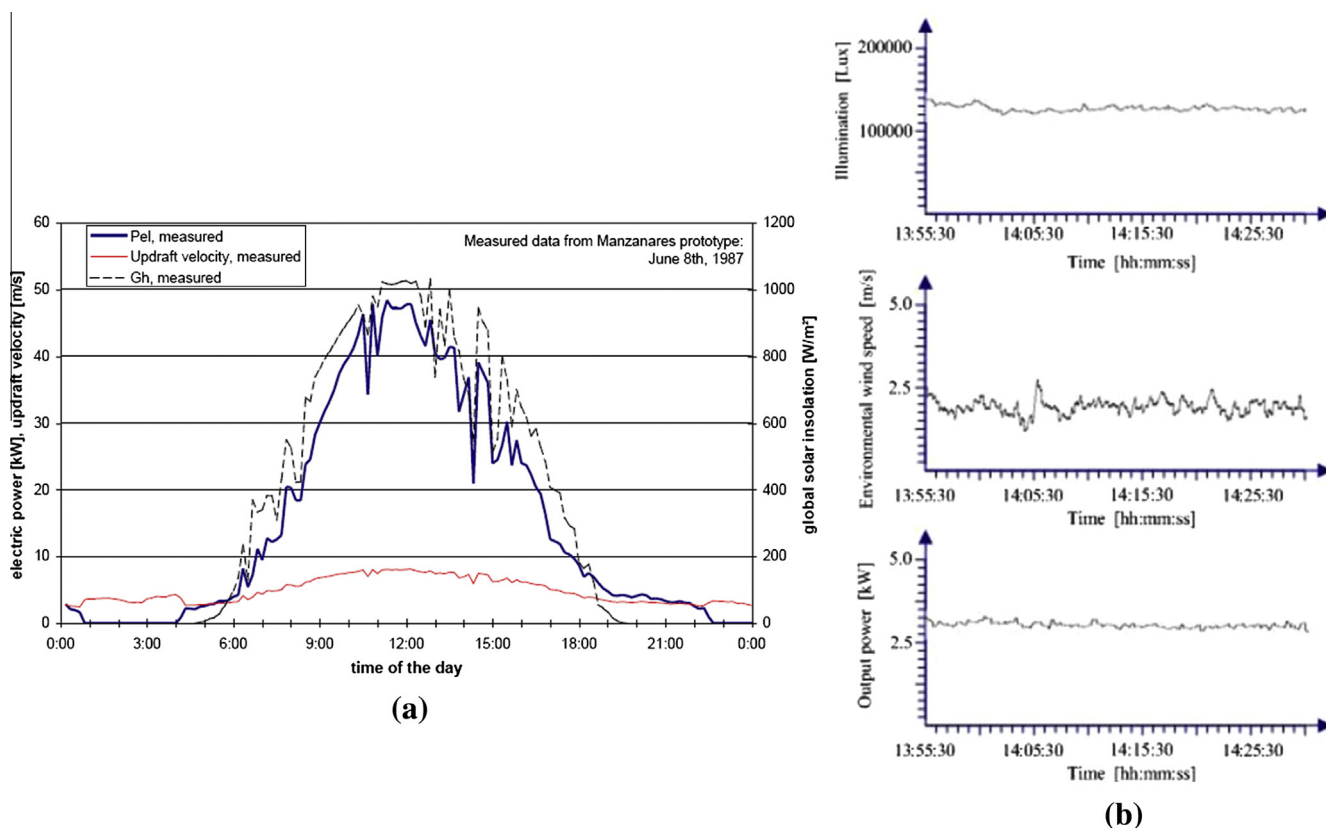 60
50
40
30
20
10
0
electric power [kW], updraft velocity [m/s]
Pel, measured
Updraft velocity, measured
Gh, measured
Measured data from Manzanares prototype:
June 8th, 1987
1200
1000
800
600
400
200
0
global solar insolation [W/m²]
0:00 3:00 6:00 9:00 12:00 15:00 18:00 21:00 0:00
time of the day
(a)
200000
100000
Illumination [Lux]
13:55:30 14:05:30 14:15:30 14:25:30
Time [hh:mm:ss]
5.0
2.5
Environmental wind speed [m/s]
13:55:30 14:05:30 14:15:30 14:25:30
Time [hh:mm:ss]
5.0
2.5
Output power [kW]
13:55:30 14:05:30 14:15:30 14:25:30
Time [hh:mm:ss]
(b)